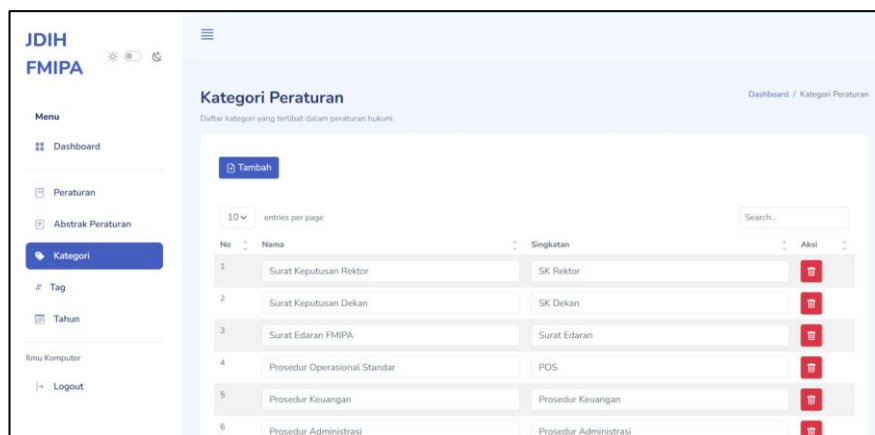 JDIH
FMIPA
Menu
Dashboard
Peraturan
Abstrak Peraturan
Kategori
# Tag
Tahun
Ilmu Komputer
Logout
Kategori Peraturan
Dashboard / Kategori Peraturan
Daftar kategori yang terlibat dalam peraturan hukum.
Tambah
10 entries per page
Search...
No Nama Singkatan Aksi
1 Surat Keputusan Rektor SK Rektor
2 Surat Keputusan Dekan SK Dekan
3 Surat Edaran FMIPA Surat Edaran
4 Prosedur Operasional Standar POS
5 Prosedur Keuangan Prosedur Keuangan
6 Prosedur Administrasi Prosedur Administrasi